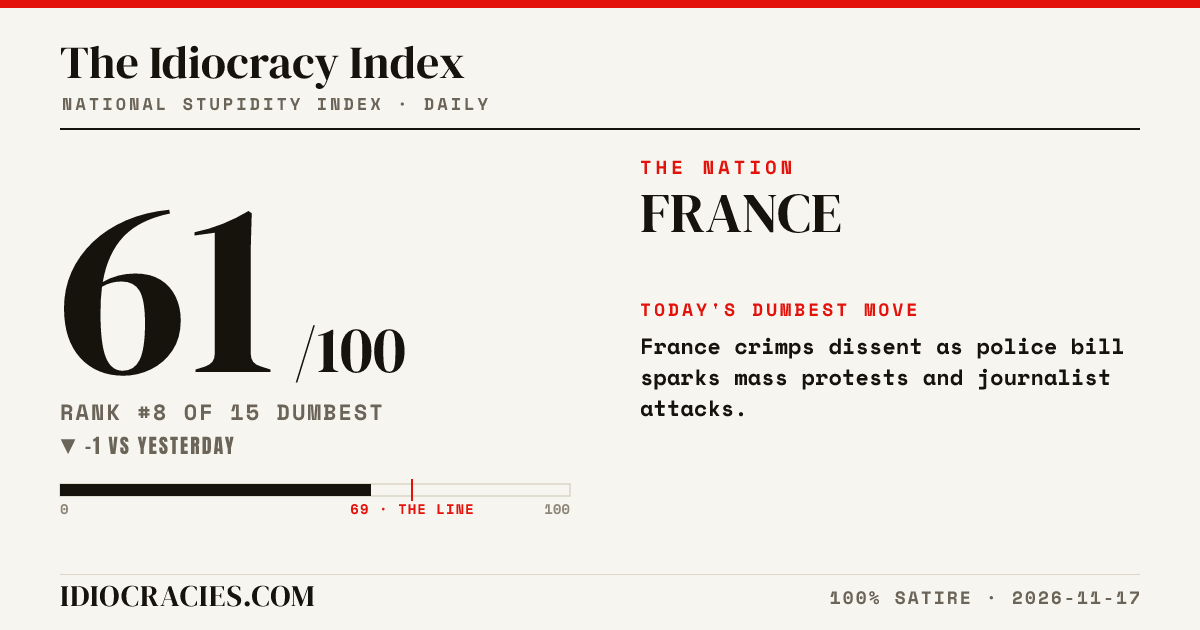 The Idiocracy Index
NATIONAL STUPIDITY INDEX · DAILY
61 /100
RANK #8 OF 15 DUMBEST
▼ -1 VS YESTERDAY
0
69 · THE LINE
100
THE NATION
FRANCE
TODAY'S DUMBEST MOVE
France crimps dissent as police bill
sparks mass protests and journalist
attacks.
IDIOCRACIES.COM
100% SATIRE · 2026-11-17